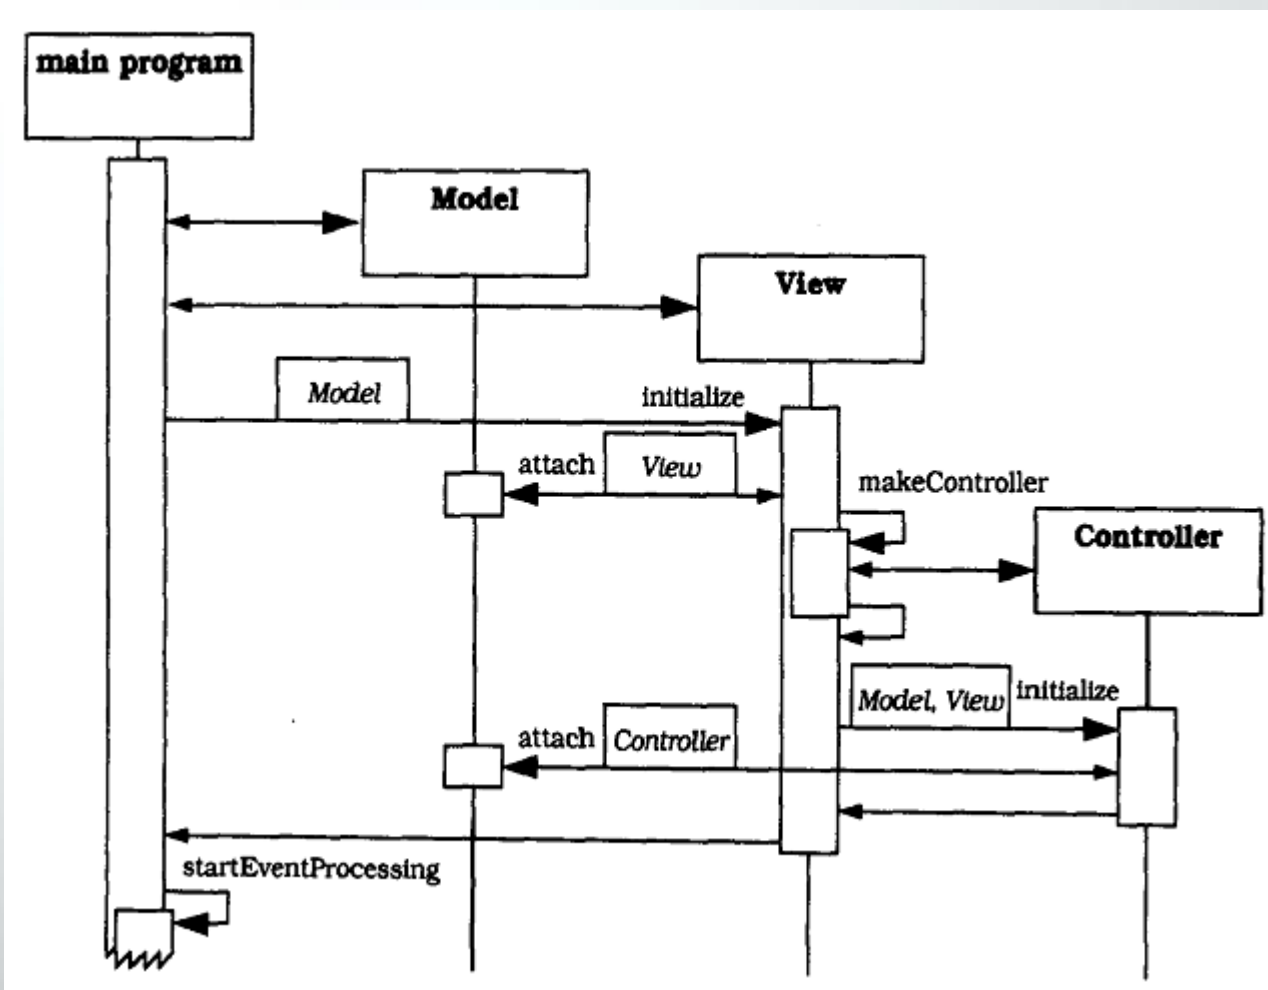 main program
Model
View
Model
initialize
attach
View
makeController
Controller
Model, View
initialize
attach
Controller
startEventProcessing